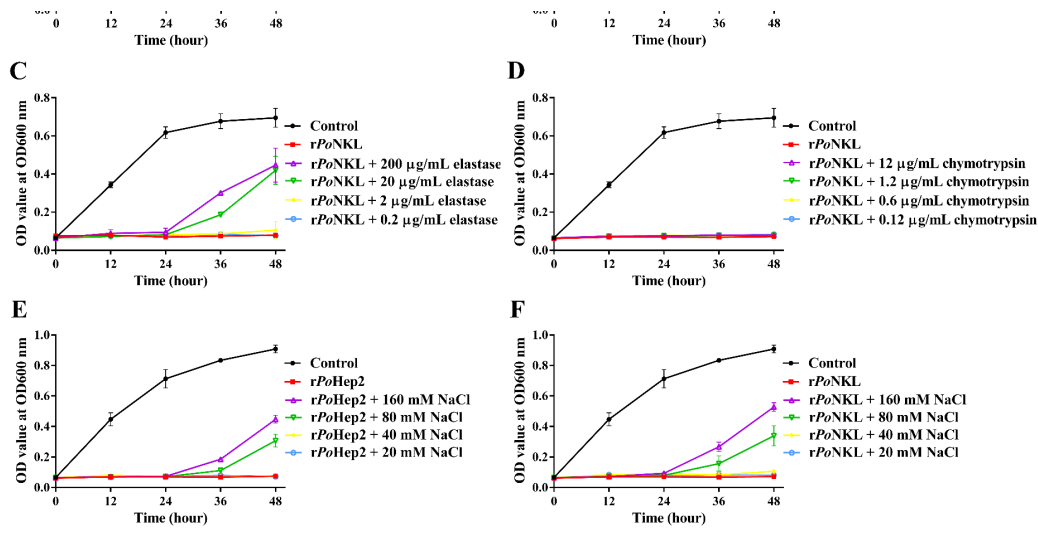 0.0 0.0
0 12 24 36 48 0 12 24 36 48
Time (hour) Time (hour)
C
OD value at OD600 nm
0.8
0.6
0.4
0.2
0.0
0 12 24 36 48
Time (hour)
Control
rPoNKL
rPoNKL + 200 μg/mL elastase
rPoNKL + 20 μg/mL elastase
rPoNKL + 2 μg/mL elastase
rPoNKL + 0.2 μg/mL elastase
D
OD value at OD600 nm
0.8
0.6
0.4
0.2
0.0
0 12 24 36 48
Time (hour)
Control
rPoNKL
rPoNKL + 12 μg/mL chymotrypsin
rPoNKL + 1.2 μg/mL chymotrypsin
rPoNKL + 0.6 μg/mL chymotrypsin
rPoNKL + 0.12 μg/mL chymotrypsin
E
OD value at OD600 nm
1.0
0.8
0.6
0.4
0.2
0.0
0 12 24 36 48
Time (hour)
Control
rPoHep2
rPoHep2 + 160 mM NaCl
rPoHep2 + 80 mM NaCl
rPoHep2 + 40 mM NaCl
rPoHep2 + 20 mM NaCl
F
OD value at OD600 nm
1.0
0.8
0.6
0.4
0.2
0.0
0 12 24 36 48
Time (hour)
Control
rPoNKL
rPoNKL + 160 mM NaCl
rPoNKL + 80 mM NaCl
rPoNKL + 40 mM NaCl
rPoNKL + 20 mM NaCl